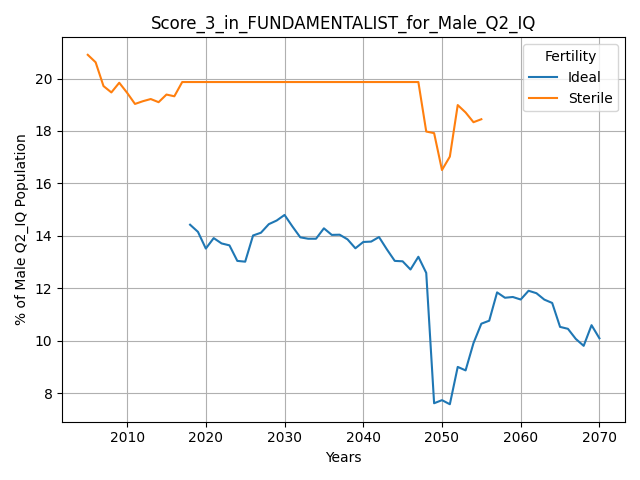 Score_3_in_FUNDAMENTALIST_for_Male_Q2_IQ
Fertility
Ideal
Sterile
% of Male Q2_IQ Population
20
18
16
14
12
10
8
2010 2020 2030 2040 2050 2060 2070
Years